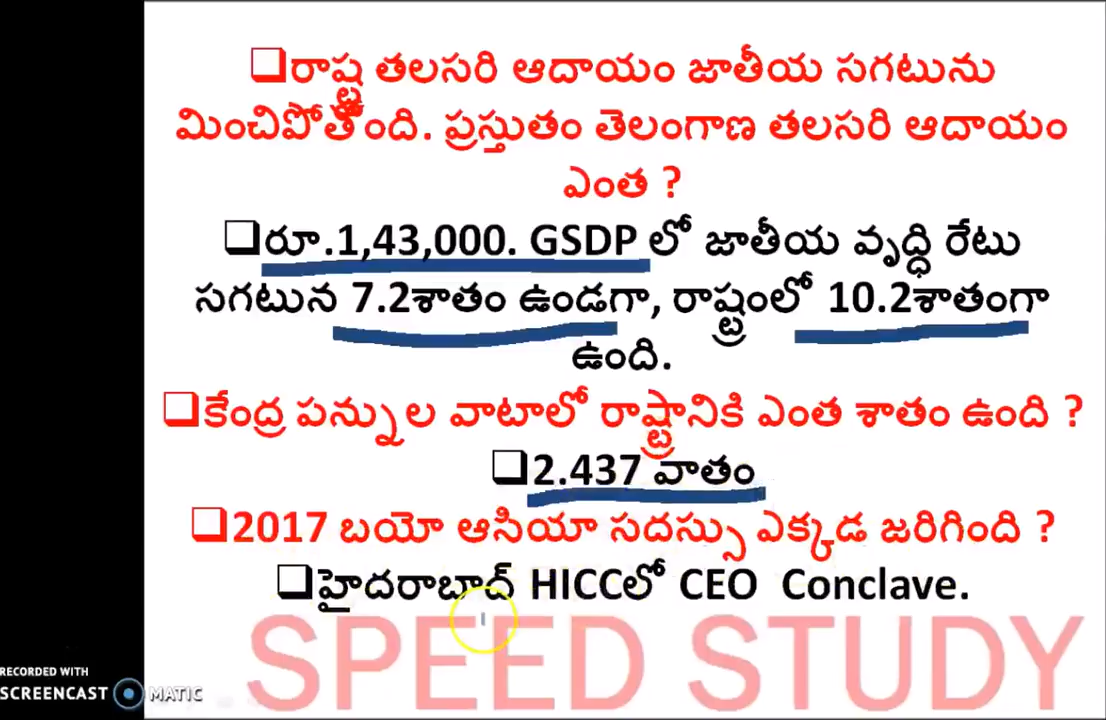 ❑రాష్ట్ర తలసరి ఆదాయం జాతీయ సగటును
మించిపోతోంది. ప్రస్తుతం తెలంగాణ తలసరి ఆదాయం
ఎంత ?
❑రూ.1,43,000. GSDP లో జాతీయ వృద్ధి రేటు
సగటున 7.2శాతం ఉండగా, రాష్ట్రంలో 10.2శాతంగా
ఉంది.
❑కేంద్ర పన్నుల వాటాలో రాష్ట్రానికి ఎంత శాతం ఉంది ?
❑2.437 వాతం
❑2017 బయో ఆసియా సదస్సు ఎక్కడ జరిగింది ?
❑హైదరాబాద్ HICCలో CEO Conclave.
SPEED STUDY
RECORDED WITH
SCREENCAST MATIC